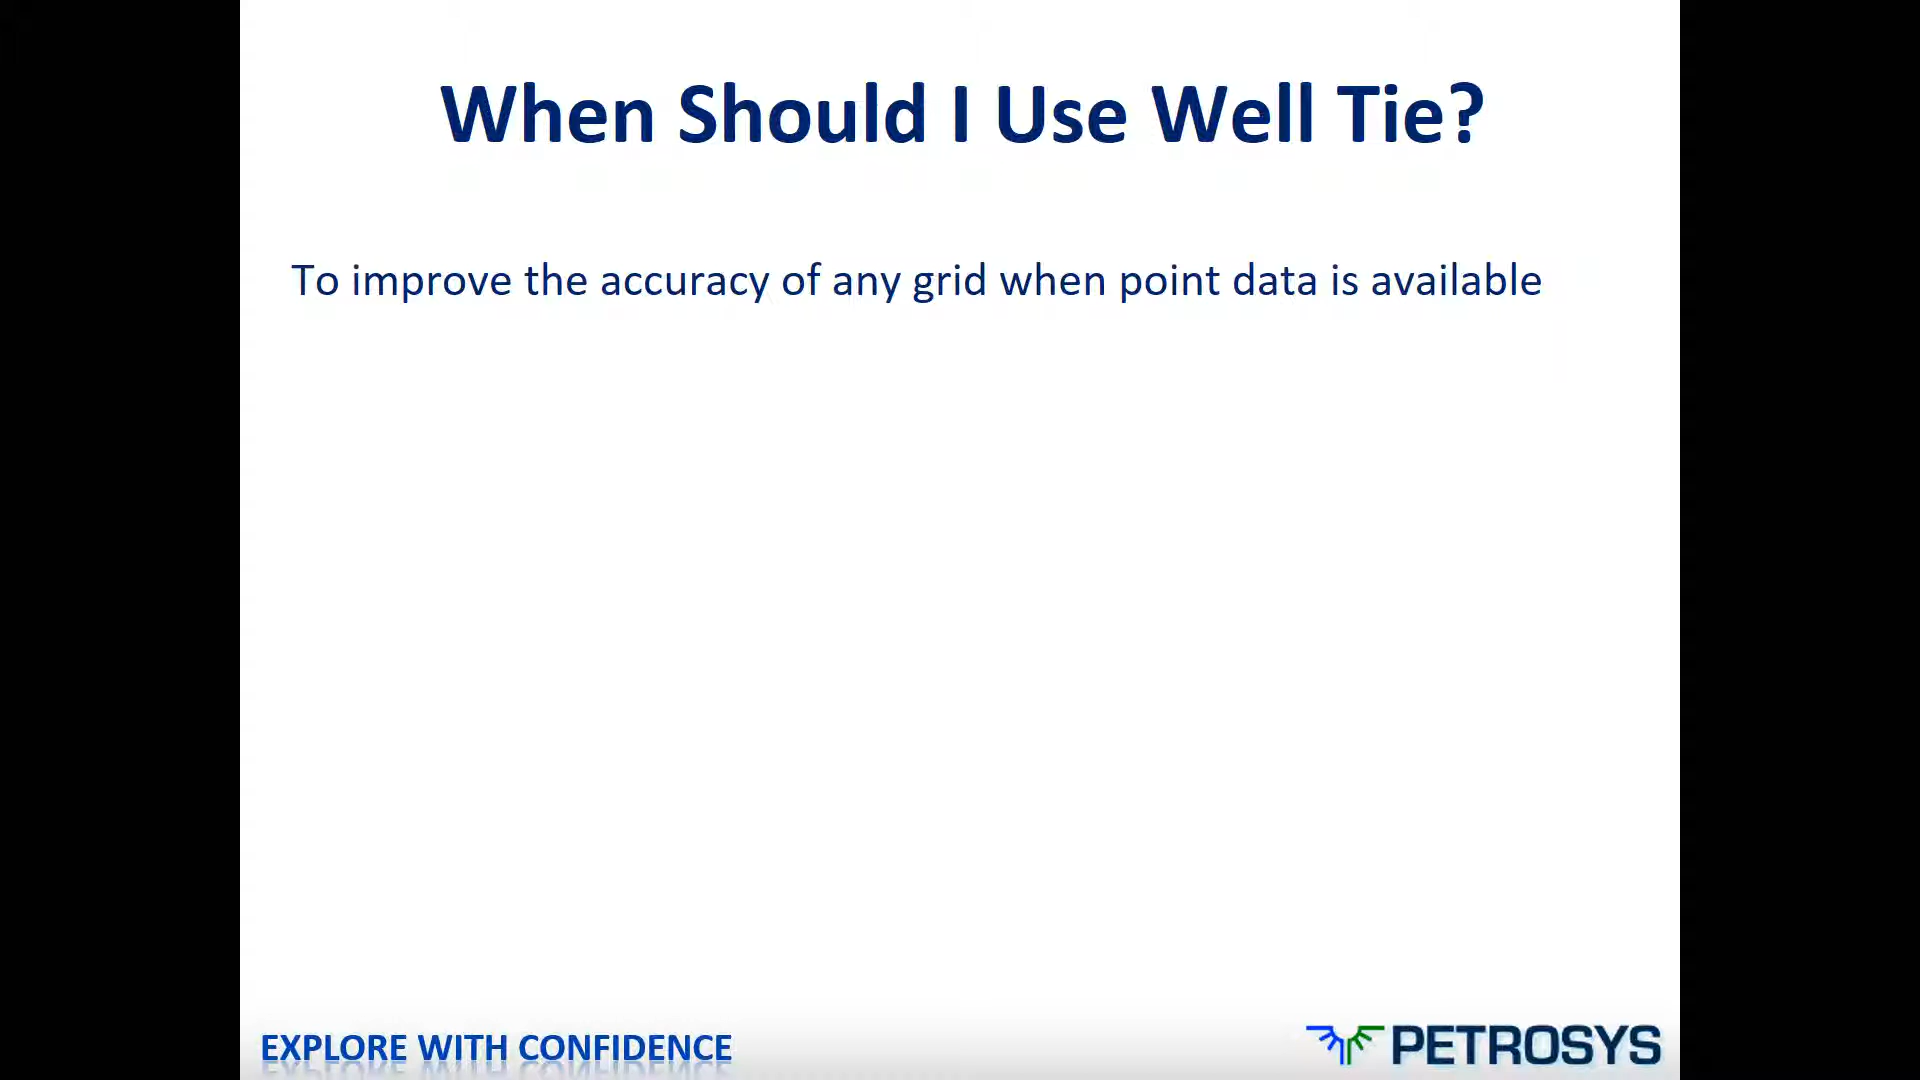 When Should I Use Well Tie?
To improve the accuracy of any grid when point data is available
EXPLORE WITH CONFIDENCE
PETROSYS